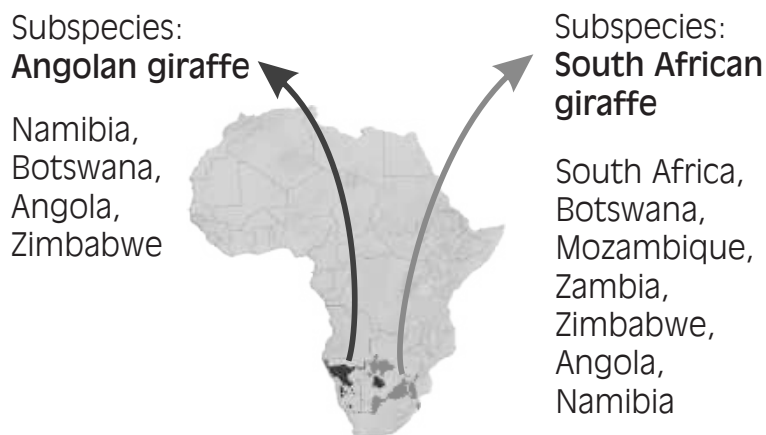 Subspecies:
Angolan giraffe
Namibia,
Botswana,
Angola,
Zimbabwe
Subspecies:
South African
giraffe
South Africa,
Botswana,
Mozambique,
Zambia,
Zimbabwe,
Angola,
Namibia